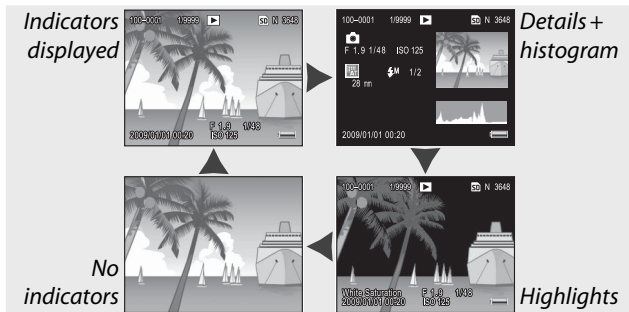 Indicators
displayed
100–0001 1/9999 SD N 3648
F 1.9 1/48
2009/01/01 00:20 ISO 125
100–0001 1/9999 SD N 3648
F 1.9 1/48 ISO 125
M 1/2
28 mm
2009/01/01 00:20
Details +
histogram
No
indicators
100–0001 1/9999 SD N 3648
White Saturation F 1.9 1/48
2009/01/01 00:20 ISO 125
Highlights